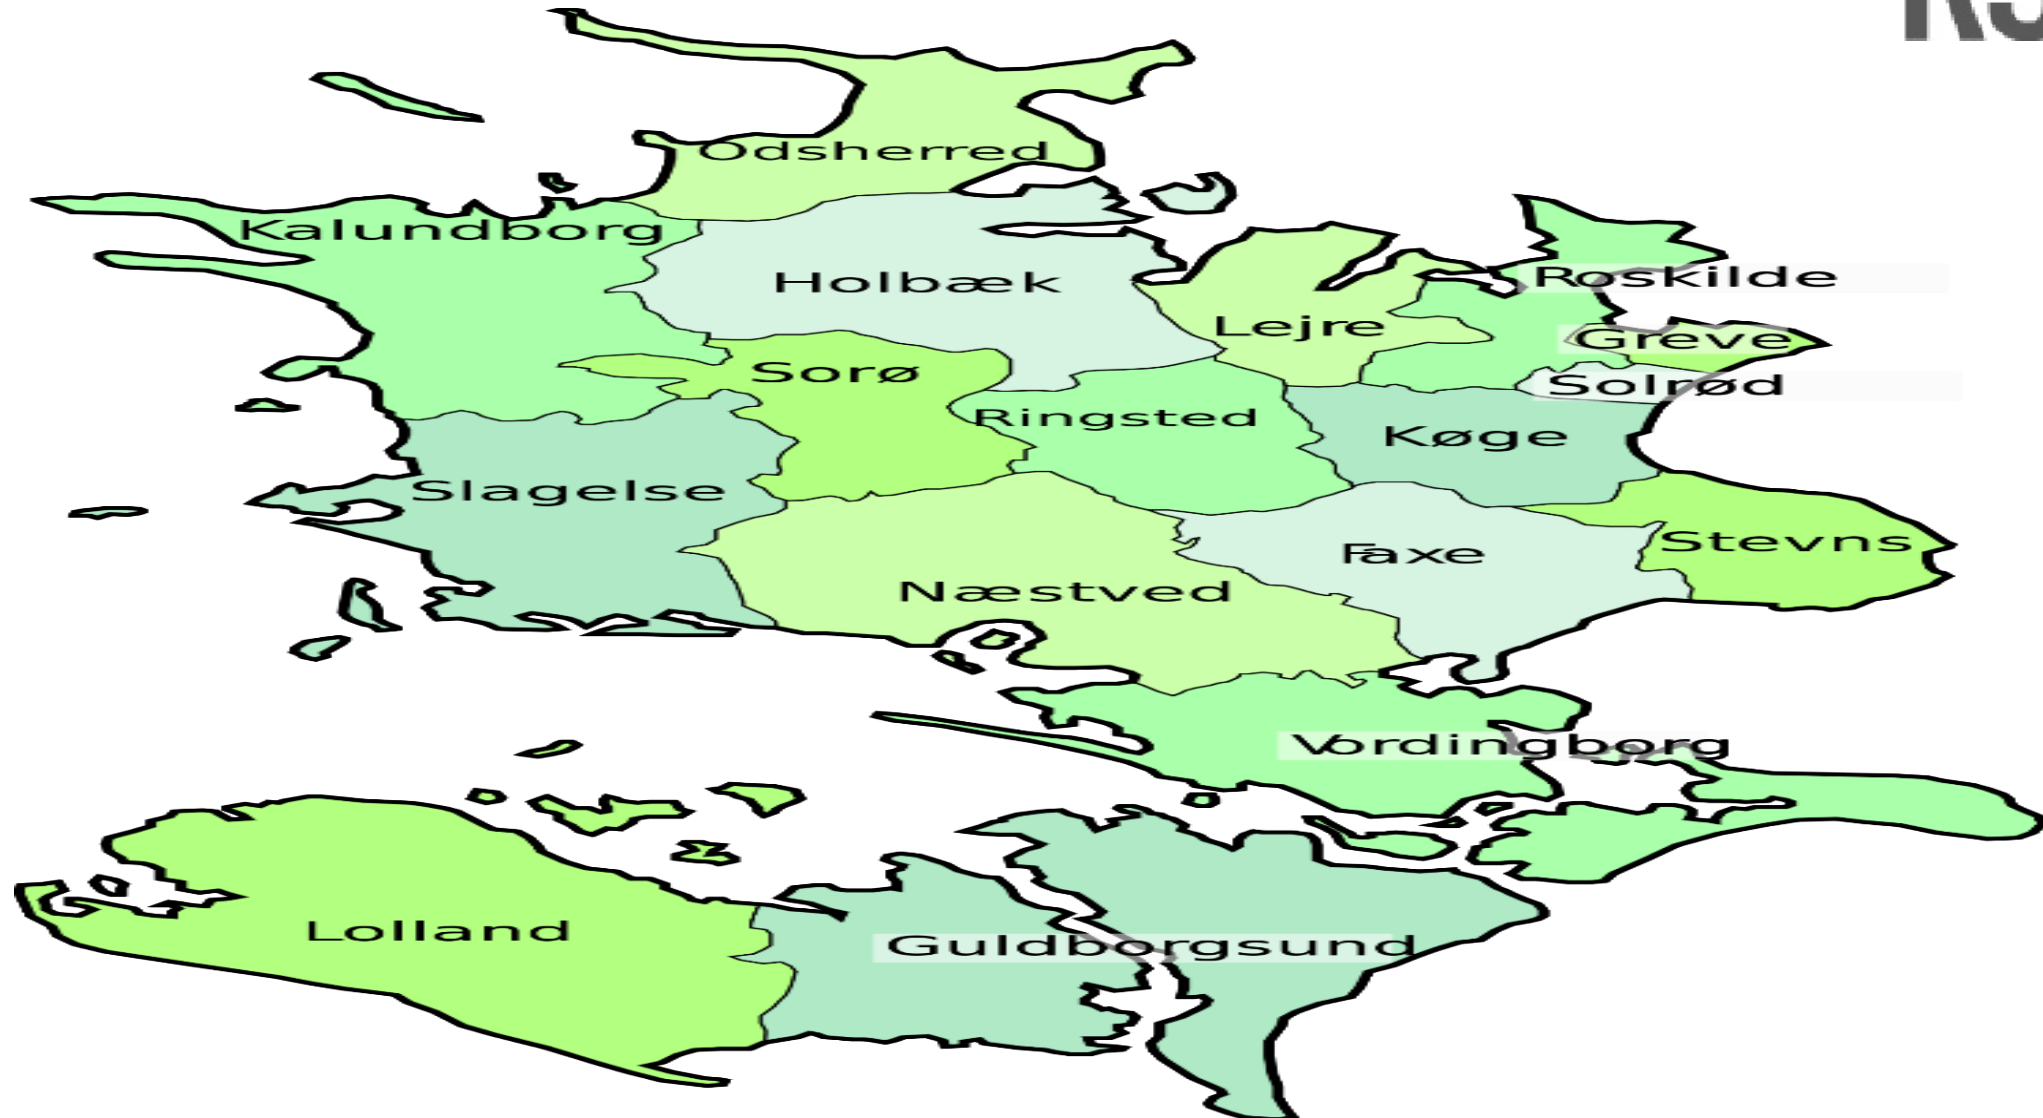 Odsherred
Kalundborg
Holbæk
Roskilde
Lejre
Greve
Sorø
Solrød
Ringsted
Køge
Slagelse
Stevns
Faxe
Næstved
Vordingborg
Lolland
Guldborgsund